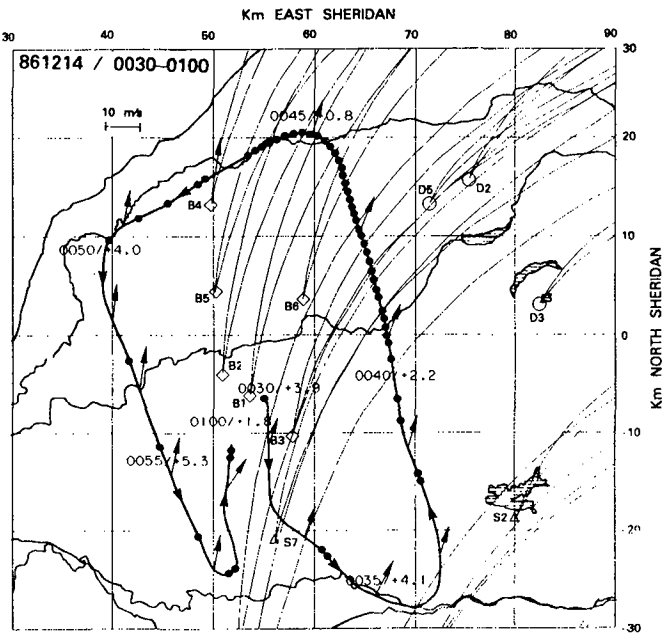 Km EAST SHERIDAN
30 40 50 60 70 80 90
861214 / 0030-0100
30
10 m/s
0045/+0.8
20
D5
D2
B4
10
0050/+4.0
B5
B6
D3
0
B2
0040/+2.2
0030/+3.9
B1
0100/+1.8
B3
-10
0055/+5.3
S2
S7
-20
0035/+4.1
-30
Km NORTH SHERIDAN